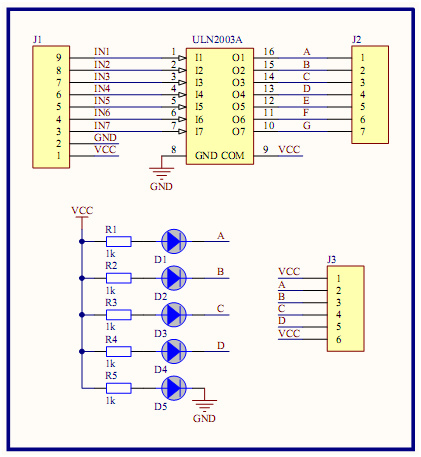 J1 ULN2003A J2
9 IN1 1 I1 O1 16 A 1
8 IN2 2 I2 O2 15 B 2
7 IN3 3 I3 O3 14 C 3
6 IN4 4 I4 O4 13 D 4
5 IN5 5 I5 O5 12 E 5
4 IN6 6 I6 O6 11 F 6
3 IN7 7 I7 O7 10 G 7
2 GND
1 VCC 8 GND COM 9 VCC
GND
VCC
R1 A
1k D1
R2 B
1k D2
R3 C
1k D3
R4 D
1k D4
R5
1k D5
GND
J3
VCC 1
A 2
B 3
C 4
D 5
VCC 6